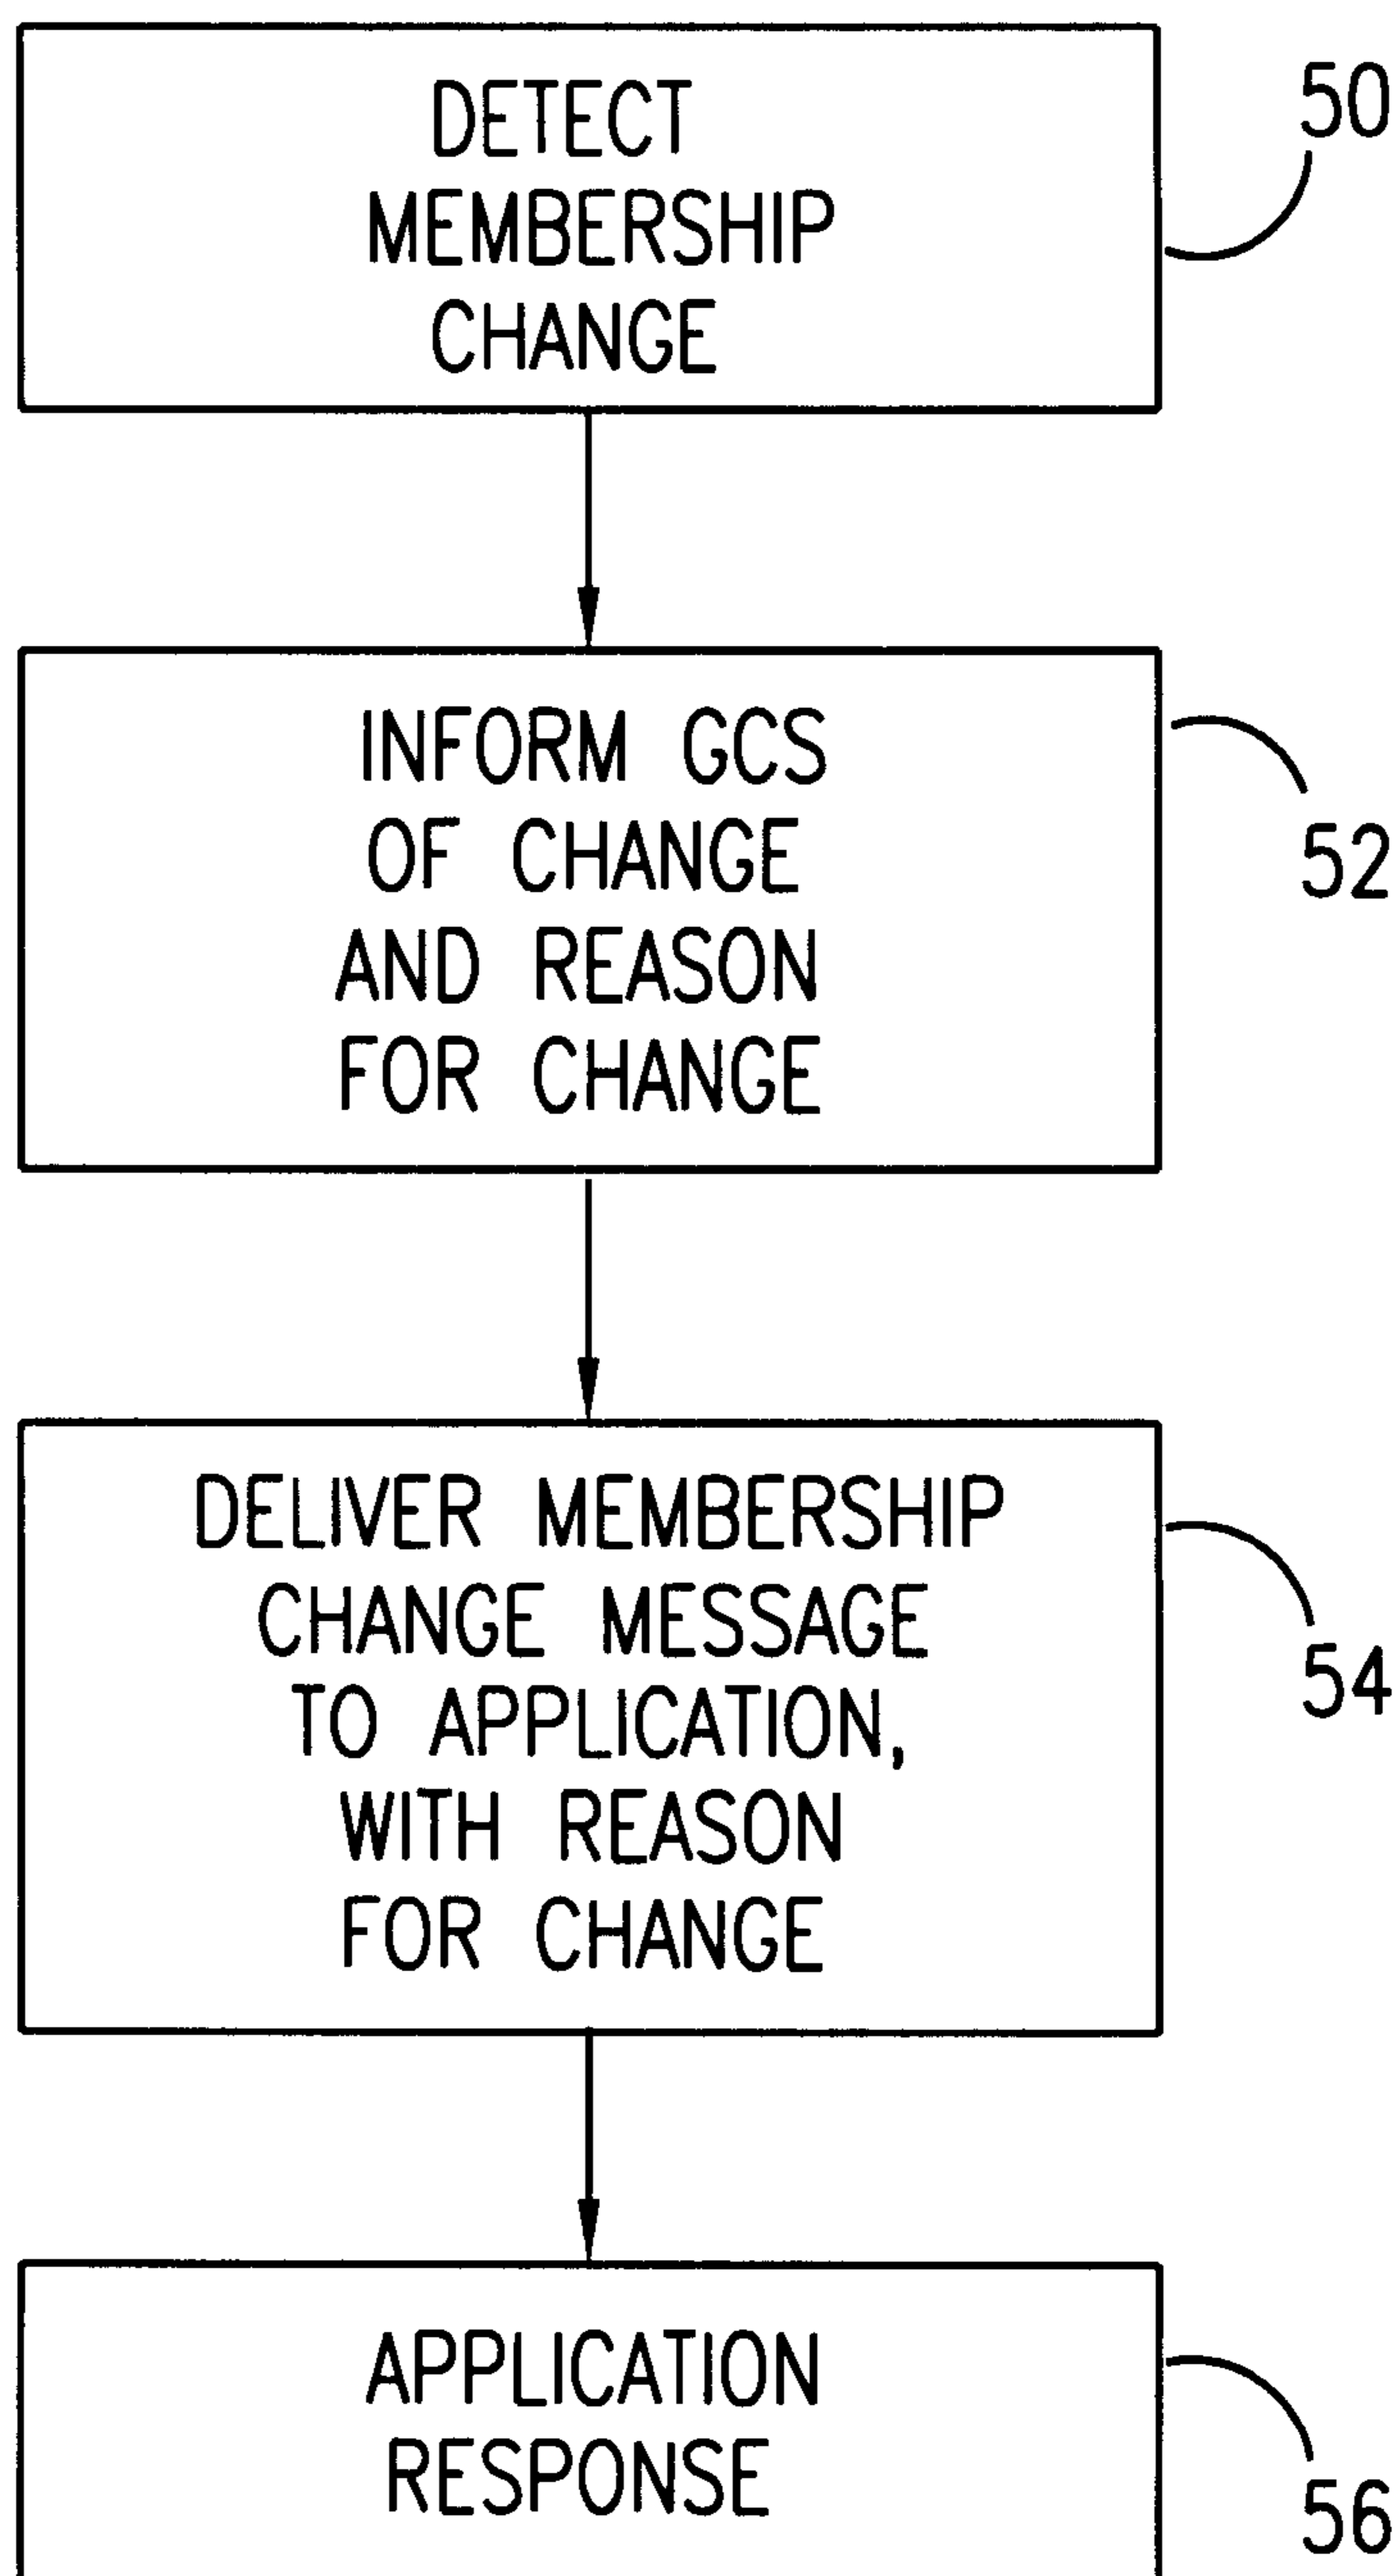 DETECT
MEMBERSHIP
CHANGE
50
INFORM GCS
OF CHANGE
AND REASON
FOR CHANGE
52
DELIVER MEMBERSHIP
CHANGE MESSAGE
TO APPLICATION,
WITH REASON
FOR CHANGE
54
APPLICATION
RESPONSE
56